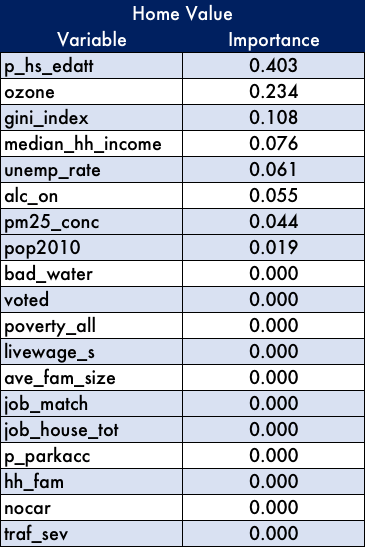 Home Value
Variable Importance
p_hs_edatt 0.403
ozone 0.234
gini_index 0.108
median_hh_income 0.076
unemp_rate 0.061
alc_on 0.055
pm25_conc 0.044
pop2010 0.019
bad_water 0.000
voted 0.000
poverty_all 0.000
livewage_s 0.000
ave_fam_size 0.000
job_match 0.000
job_house_tot 0.000
p_parkacc 0.000
hh_fam 0.000
nocar 0.000
traf_sev 0.000